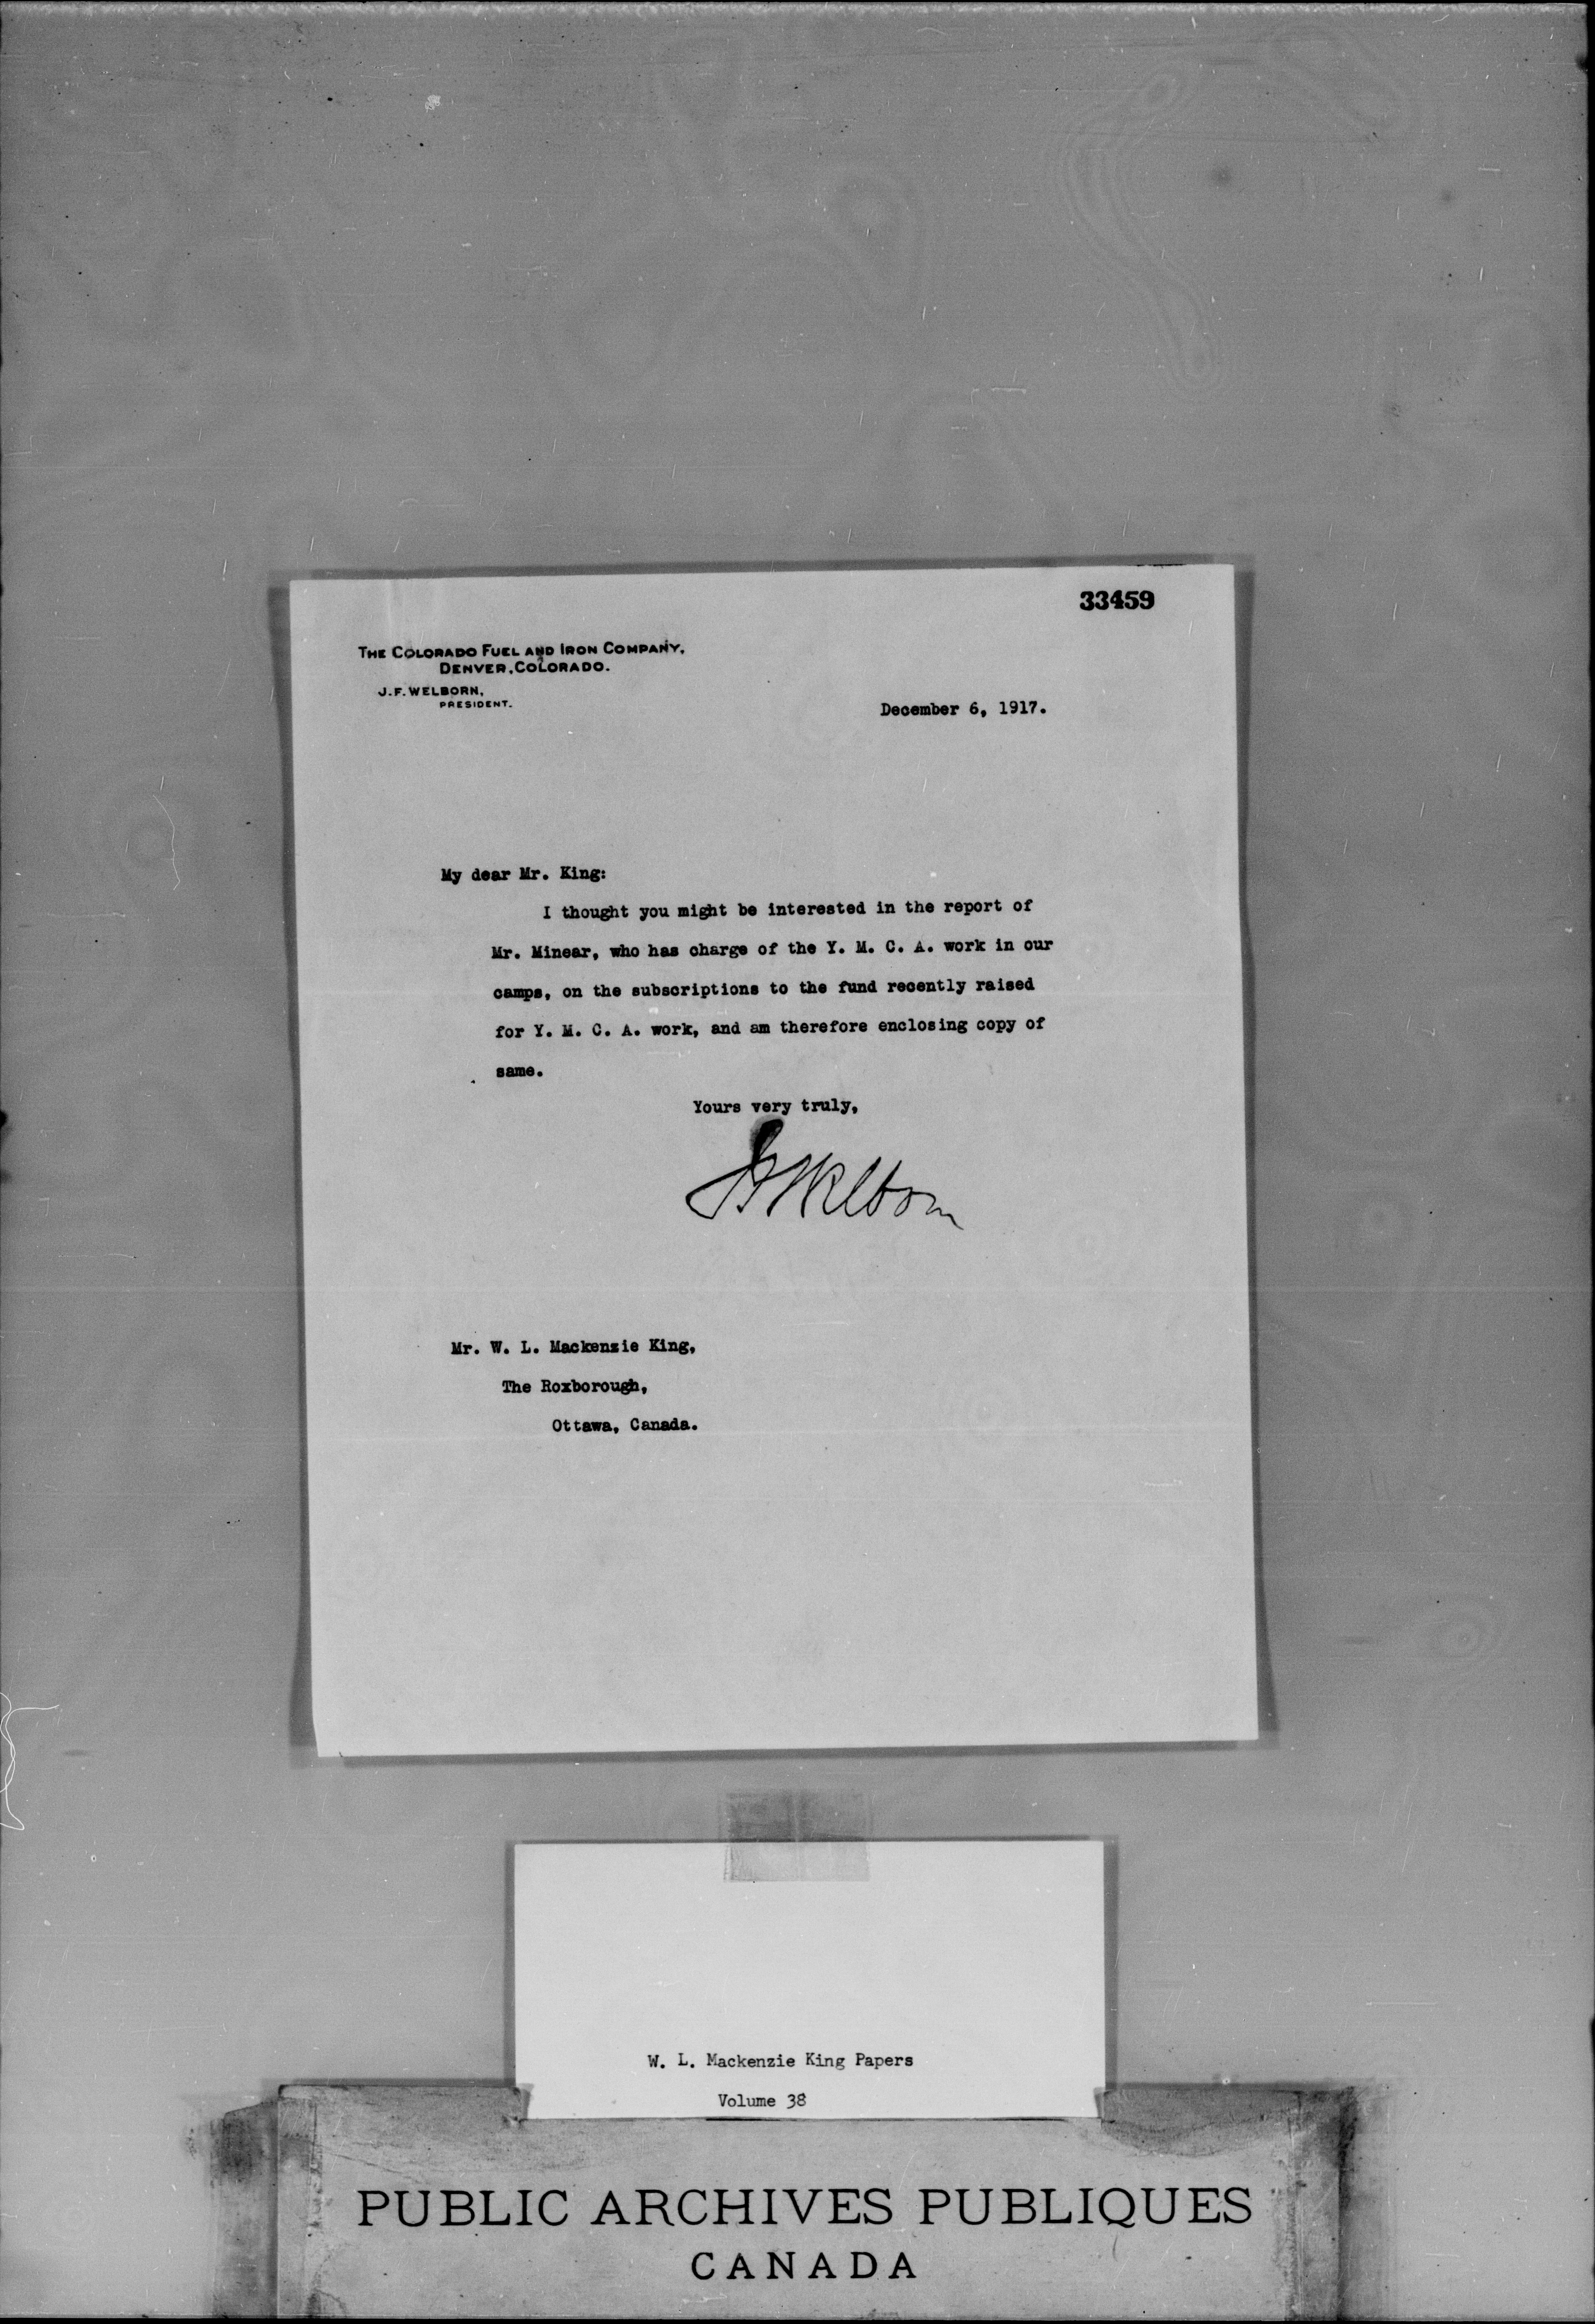 33459
THE COLORADO FUEL AND IRON COMPANY,
DENVER, COLORADO.
J. F. WELBORN,
PRESIDENT.
December 6, 1917.
My dear Mr. King:
I thought you might be interested in the report of
Mr. Minear, who has charge of the Y. M. C. A. work in our
camps, on the subscriptions to the fund recently raised
for Y. M. C. A. work, and am therefore enclosing copy of
same.
Yours very truly,
J F Welborn
Mr. W. L. Mackenzie King,
The Roxborough,
Ottawa, Canada.
W. L. Mackenzie King Papers
Volume 38
PUBLIC ARCHIVES PUBLIQUES
CANADA